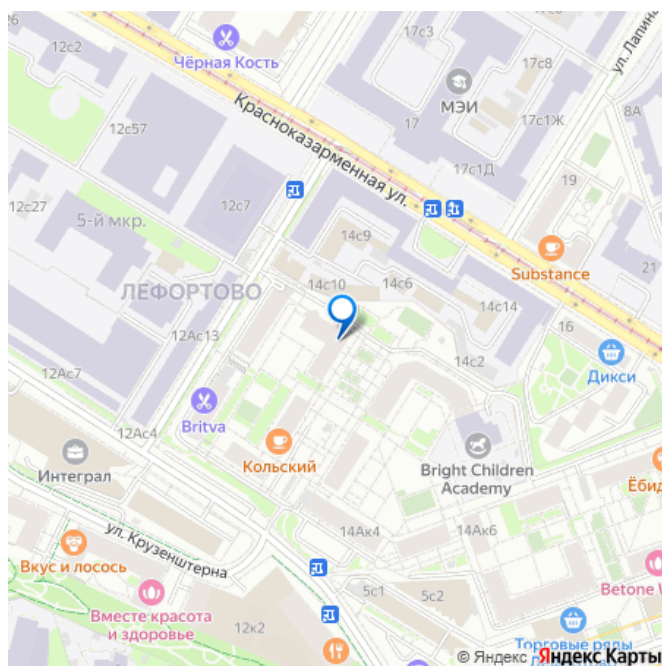 12с2
Чёрная Кость
17с3
17с8
ул. Лапина
8А
МЭИ
17
17с1Ж
12с57
Красноказарменная ул.
17с1Д
19
12с27
12с7
5-й мкр.
14с9
Substance
21
ЛЕФОРТОВО
14с10
14с6
14с14
16
12Ас13
Дикси
12Ас7
14с2
Britva
12Ас4
Кольский
Интеграл
Bright Children
Academy
Ёбид
14Ак4
14Ак6
ул. Крузенштерна
Вкус и лосось
5с1
5с2
Betone W
Вместе красота
и здоровье
12к2
Торговые ряды
© Яндекс Яндекс Карты